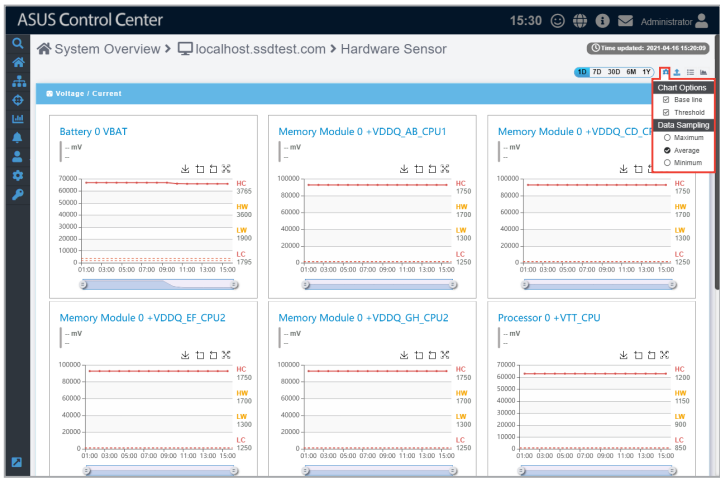 ASUS Control Center
15:30
Administrator
System Overview > localhost.ssdtest.com > Hardware Sensor
Time updated: 2021-04-16 15:20:09
1D 7D 30D 6M 1Y
Chart Options
Base line
Threshold
Data Sampling
Maximum
Average
Minimum
Voltage / Current
Battery 0 VBAT
-- mV
--
70000
60000
50000
40000
30000
20000
10000
0
HC
3765
HW
3600
LW
1900
LC
1795
01:00 03:00 05:00 07:00 09:00 11:00 13:00 15:00
Memory Module 0 +VDDQ_AB_CPU1
-- mV
--
100000
80000
60000
40000
20000
0
HC
1750
HW
1700
LW
1300
LC
1250
01:00 03:00 05:00 07:00 09:00 11:00 13:00 15:00
Memory Module 0 +VDDQ_CD_CP
-- mV
--
100000
80000
60000
40000
20000
0
HC
1750
HW
1700
LW
1300
LC
1250
01:00 03:00 05:00 07:00 09:00 11:00 13:00 15:00
Memory Module 0 +VDDQ_EF_CPU2
-- mV
--
100000
80000
60000
40000
20000
0
HC
1750
HW
1700
LW
1300
LC
1250
01:00 03:00 05:00 07:00 09:00 11:00 13:00 15:00
Memory Module 0 +VDDQ_GH_CPU2
-- mV
--
100000
80000
60000
40000
20000
0
HC
1750
HW
1700
LW
1300
LC
1250
01:00 03:00 05:00 07:00 09:00 11:00 13:00 15:00
Processor 0 +VTT_CPU
-- mV
--
70000
60000
50000
40000
30000
20000
10000
0
HC
1200
HW
1150
LW
900
LC
850
01:00 03:00 05:00 07:00 09:00 11:00 13:00 15:00